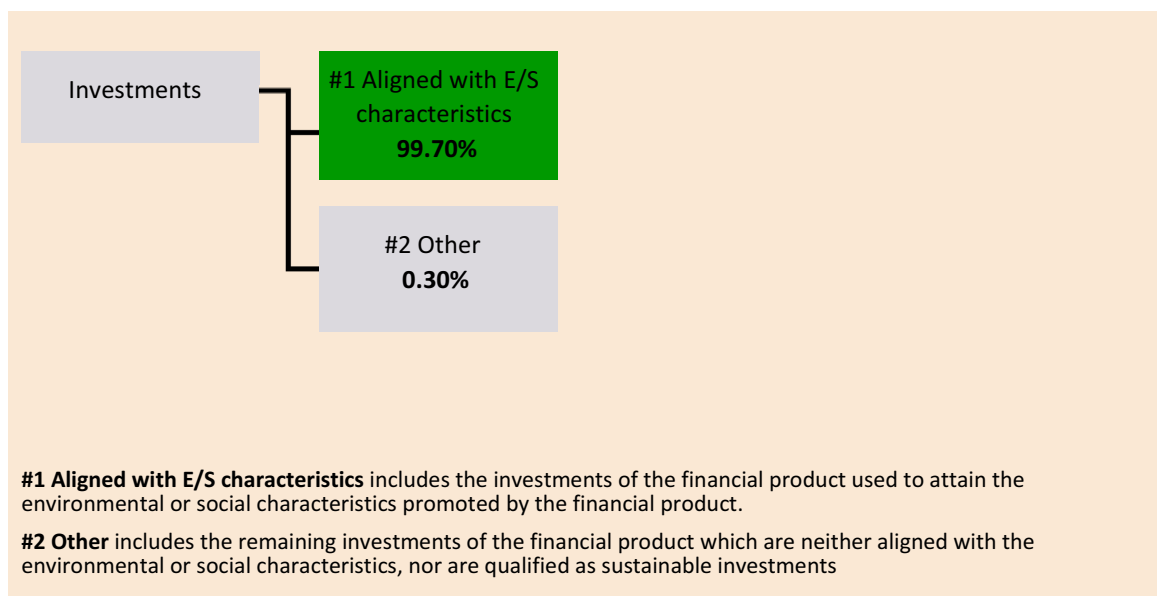 Investments
#1 Aligned with E/S
characteristics
99.70%
#2 Other
0.30%
#1 Aligned with E/S characteristics includes the investments of the financial product used to attain the
environmental or social characteristics promoted by the financial product.
#2 Other includes the remaining investments of the financial product which are neither aligned with the
environmental or social characteristics, nor are qualified as sustainable investments